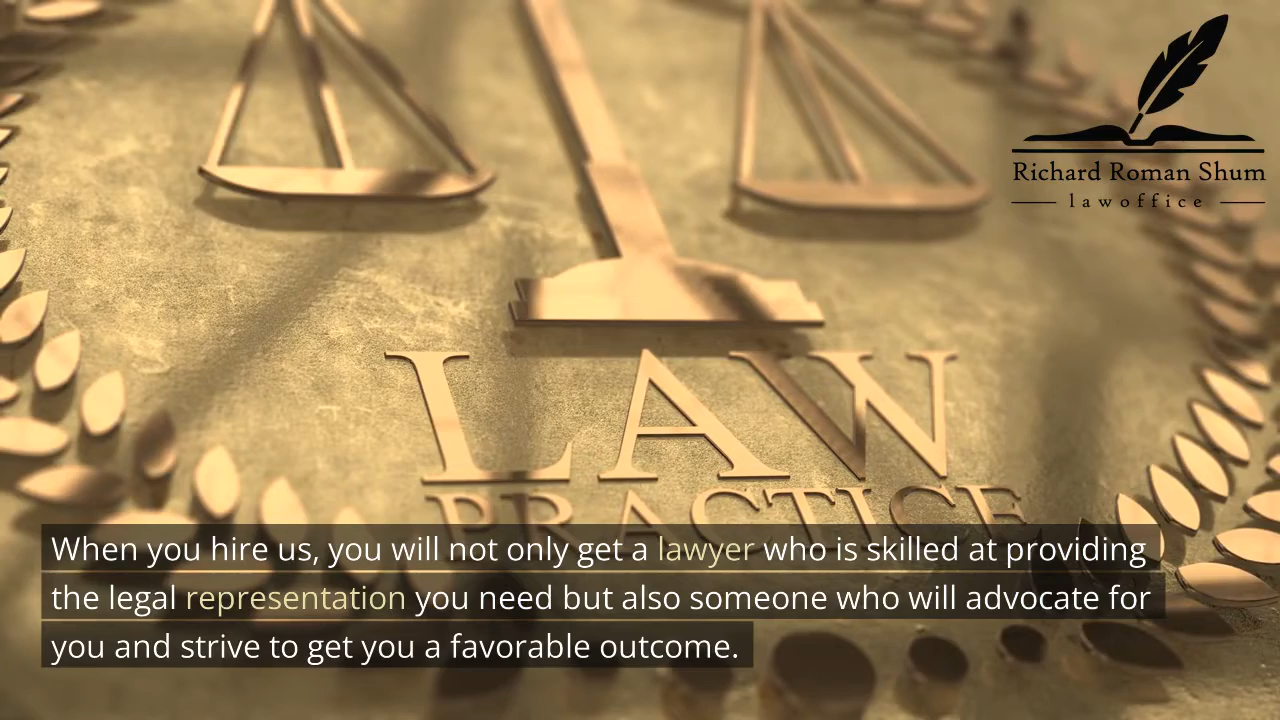 Richard Roman Shum
lawoffice
LAW
PRACTICE
When you hire us, you will not only get a lawyer who is skilled at providing
the legal representation you need but also someone who will advocate for
you and strive to get you a favorable outcome.